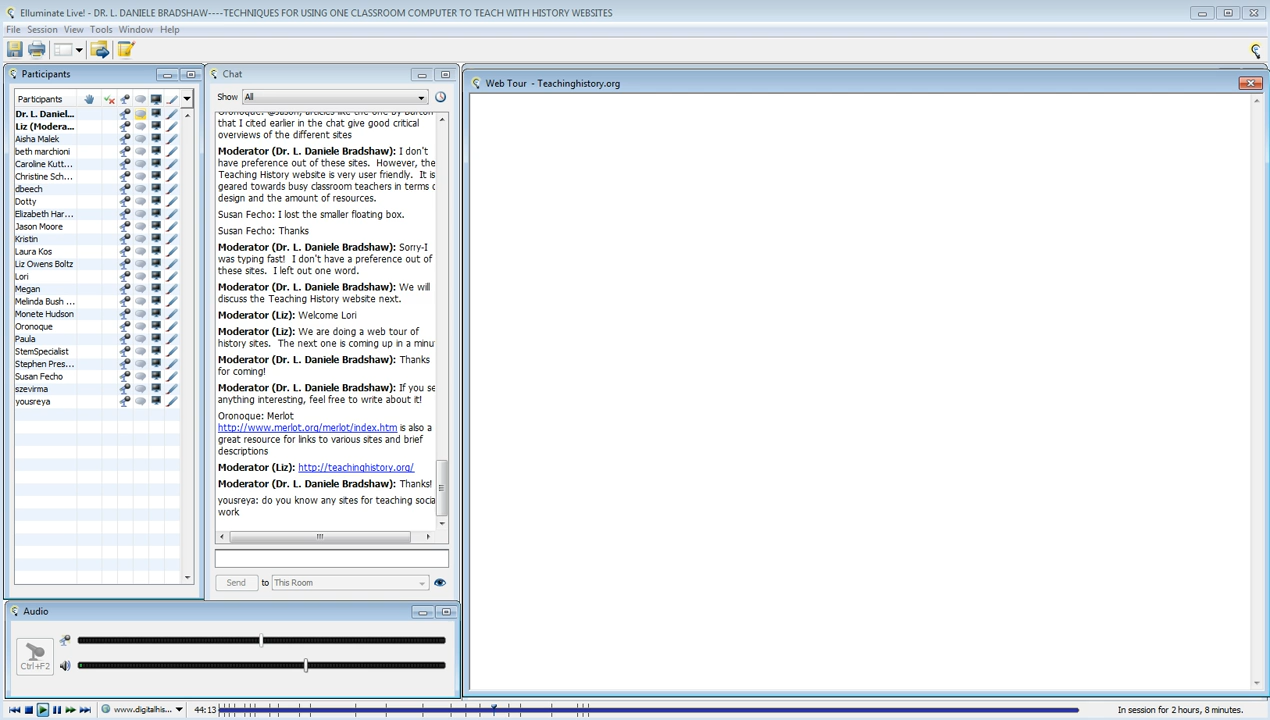 Elluminate Live! - DR. L. DANIELE BRADSHAW----TECHNIQUES FOR USING ONE CLASSROOM COMPUTER TO TEACH WITH HISTORY WEBSITES
File Session View Tools Window Help
Participants
Participants
Dr. L. Daniel...
Liz (Modera...
Aisha Malek
beth marchioni
Caroline Kutt...
Christine Sch...
dbeech
Dotty
Elizabeth Har...
Jason Moore
Kristin
Laura Kos
Liz Owens Boltz
Lori
Megan
Melinda Bush ...
Monete Hudson
Oronoque
Paula
StemSpecialist
Stephen Pres...
Susan Fecho
szevirma
yousreya
Chat
Show All
Oronoque: @Jason, articles like the one by Barton
that I cited earlier in the chat give good critical
overviews of the different sites
Moderator (Dr. L. Daniele Bradshaw): I don't
have preference out of these sites. However, the
Teaching History website is very user friendly. It is
geared towards busy classroom teachers in terms o
design and the amount of resources.
Susan Fecho: I lost the smaller floating box.
Susan Fecho: Thanks
Moderator (Dr. L. Daniele Bradshaw): Sorry-I
was typing fast! I don't have a preference out of
these sites. I left out one word.
Moderator (Dr. L. Daniele Bradshaw): We will
discuss the Teaching History website next.
Moderator (Liz): Welcome Lori
Moderator (Liz): We are doing a web tour of
history sites. The next one is coming up in a minu
Moderator (Dr. L. Daniele Bradshaw): Thanks
for coming!
Moderator (Dr. L. Daniele Bradshaw): If you se
anything interesting, feel free to write about it!
Oronoque: Merlot
http://www.merlot.org/merlot/index.htm is also a
great resource for links to various sites and brief
descriptions
Moderator (Liz): http://teachinghistory.org/
Moderator (Dr. L. Daniele Bradshaw): Thanks!
yousreya: do you know any sites for teaching socia
work
Send to This Room
Web Tour - Teachinghistory.org
Audio
Ctrl+F2
www.digitalhis... 44:13 In session for 2 hours, 8 minutes.